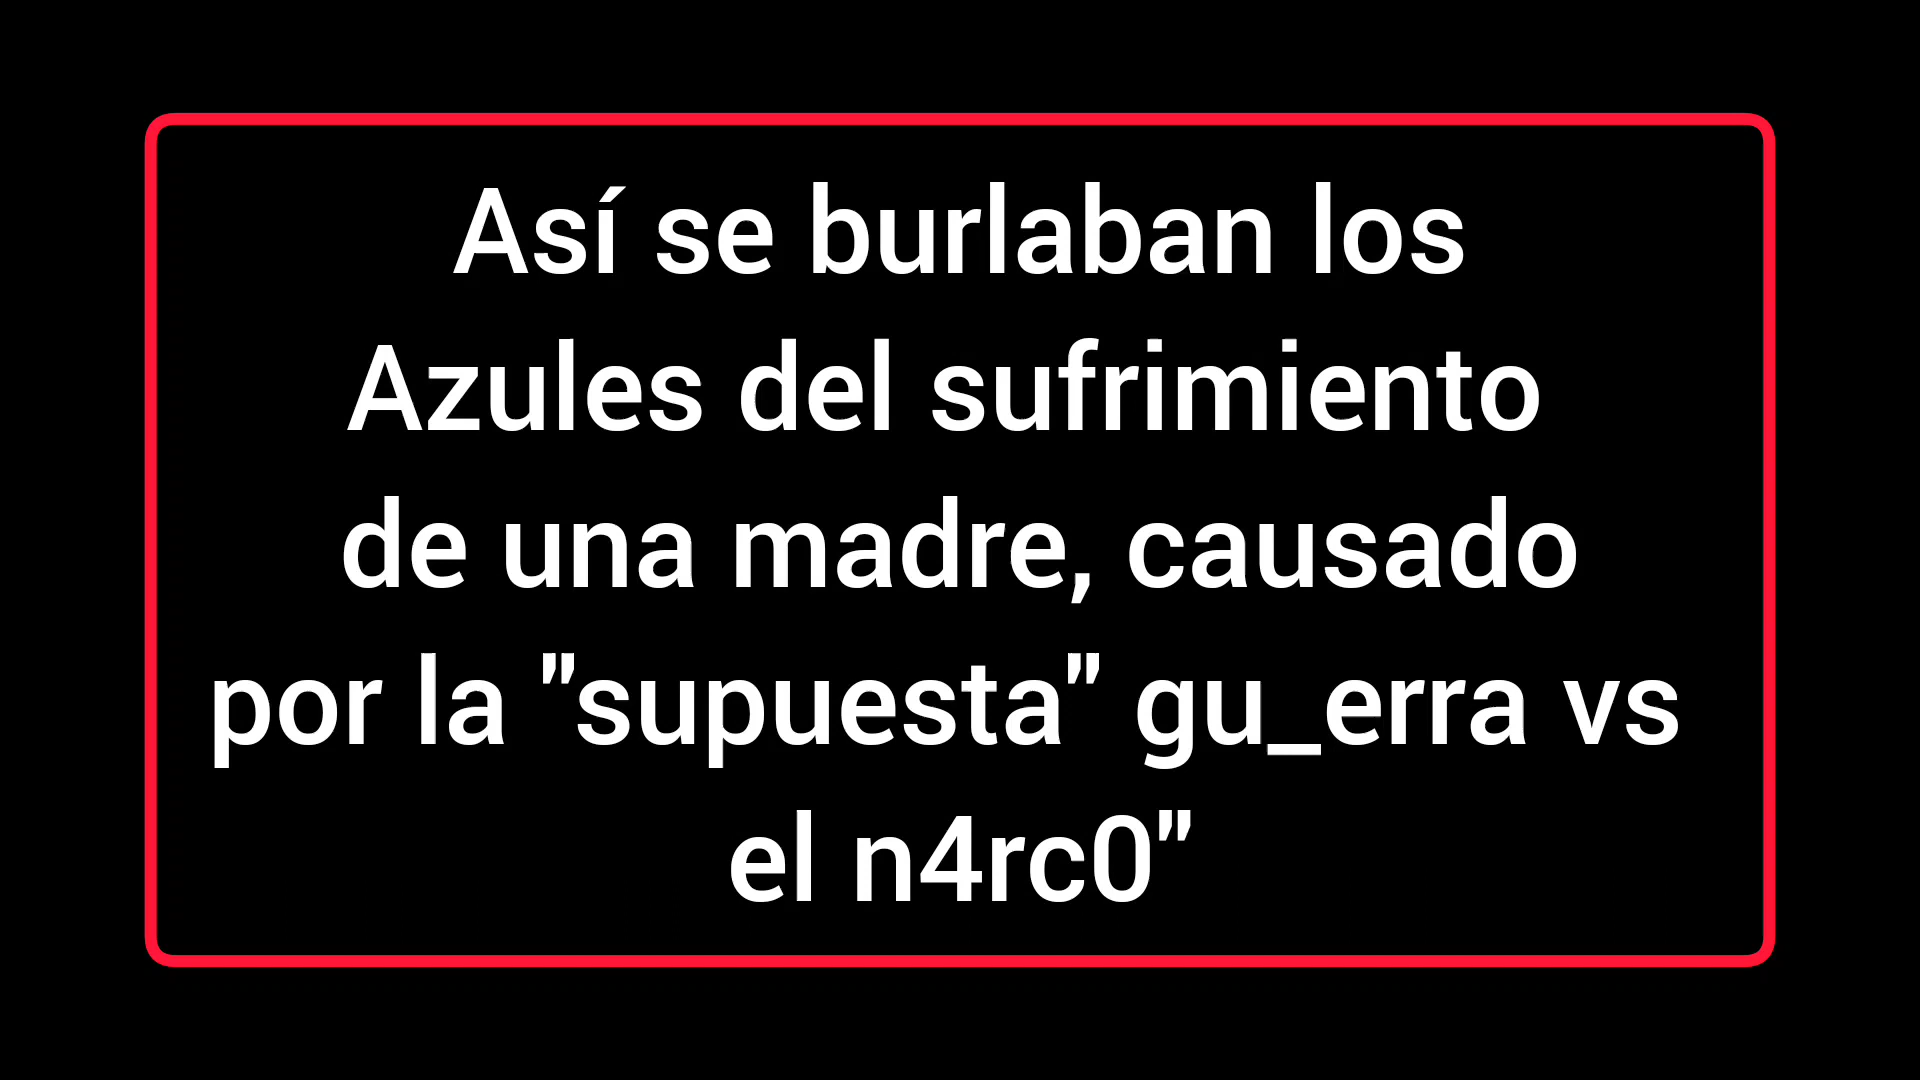 Así se burlaban los
Azules del sufrimiento
de una madre, causado
por la "supuesta" gu_erra vs
el n4rc0"